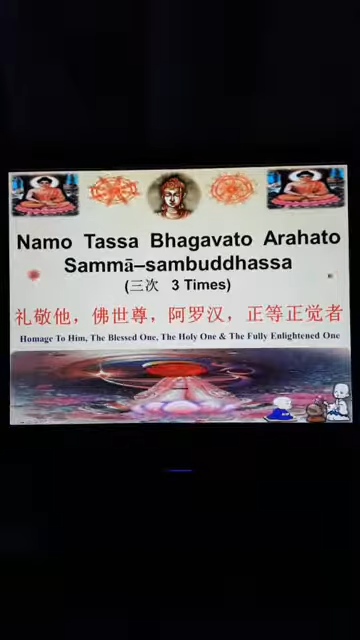 Namo Tassa Bhagavato Arahato
Sammā–sambuddhassa
(三次 3 Times)
礼敬他，佛世尊，阿罗汉，正等正觉者
Homage To Him, The Blessed One, The Holy One & The Fully Enlightened One